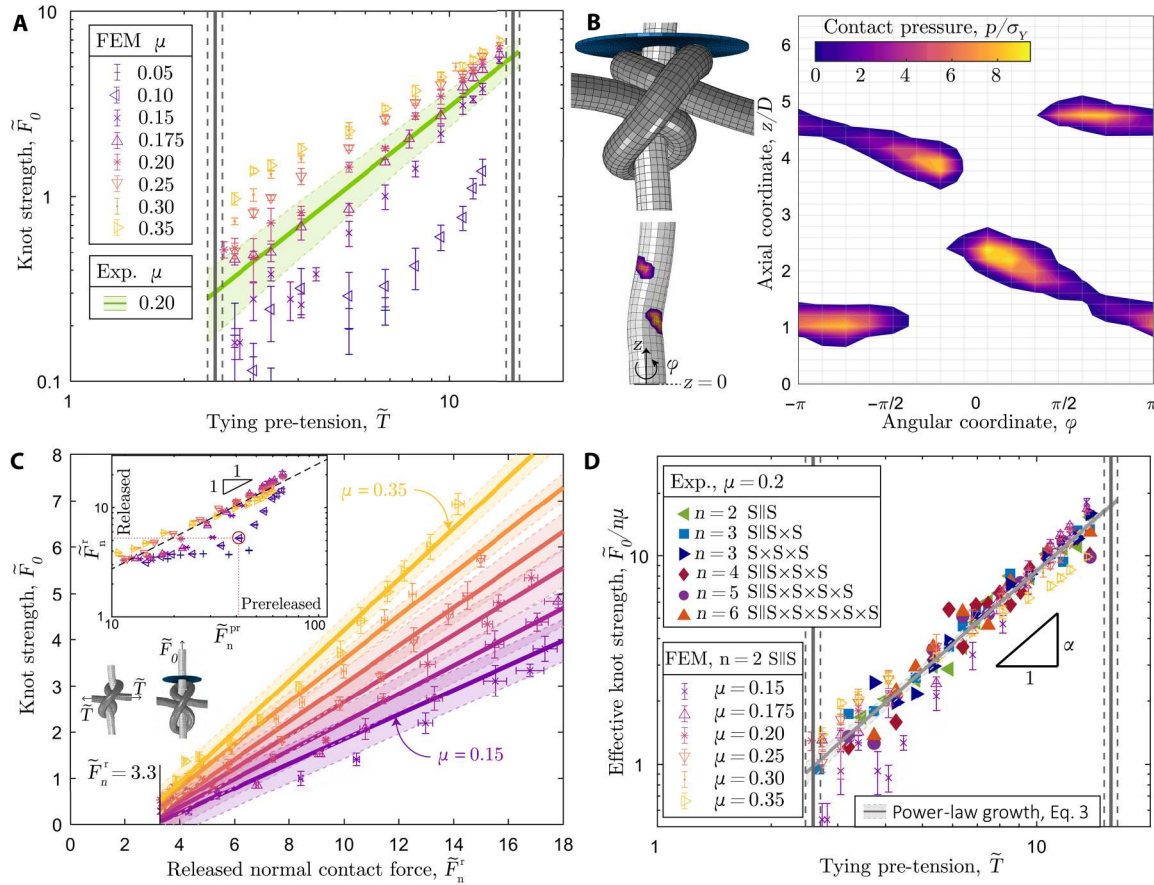 A
Knot strength, F̃₀
10
1
0.1
1
2
10
Tying pre-tension, T̃
FEM μ
0.05
0.10
0.15
0.175
0.20
0.25
0.30
0.35
Exp. μ
0.20
B
z
φ
z = 0
Contact pressure, p/σ_Y
0 2 4 6 8
Axial coordinate, z/D
6
5
4
3
2
1
0
−π −π/2 0 π/2 π
Angular coordinate, φ
C
Knot strength, F̃₀
8
7
6
5
4
3
2
1
0
0 2 4 6 8 10 12 14 16 18
Released normal contact force, F̃ₙʳ
Released
F̃ₙʳ
1
1
Prereleased
1
10
100
F̃ₙᵖʳ
μ = 0.35
μ = 0.15
F̃₀
T̃
T̃
F̃ₙʳ = 3.3
D
Effective knot strength, F̃₀/nμ
10
1
1
10
Tying pre-tension, T̃
Exp., μ = 0.2
n = 2 S||S
n = 3 S||S×S
n = 3 S×S×S
n = 4 S||S×S×S
n = 5 S||S×S×S×S
n = 6 S||S×S×S×S×S
FEM, n = 2 S||S
μ = 0.15
μ = 0.175
μ = 0.20
μ = 0.25
μ = 0.30
μ = 0.35
α
1
Power-law growth, Eq. 3